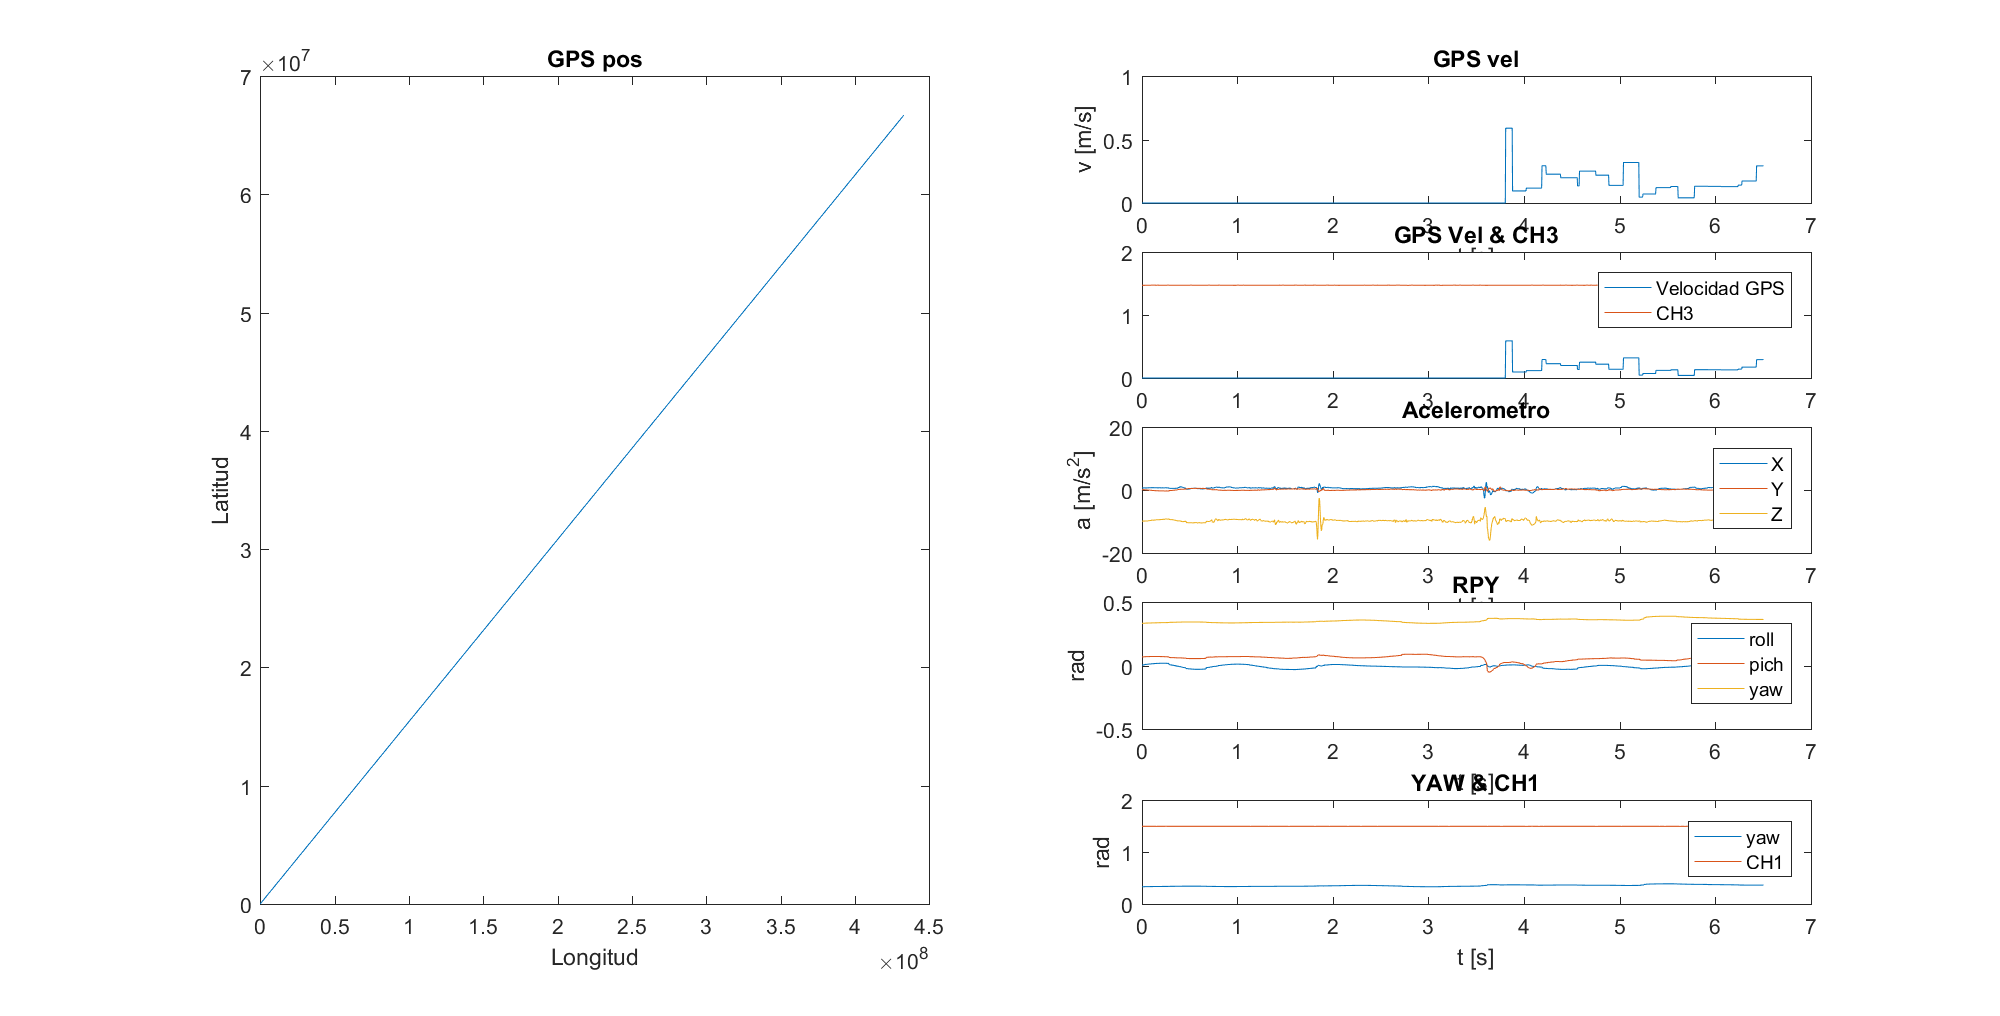 GPS pos
×10^7
7
6
5
4
3
2
1
0
Latitud
0 0.5 1 1.5 2 2.5 3 3.5 4 4.5
Longitud
×10^8
GPS vel
1
0.5
0
v [m/s]
0 1 2 3 4 5 6 7
t [s]
GPS Vel & CH3
2
1
0
Velocidad GPS
CH3
0 1 2 3 4 5 6 7
Acelerometro
20
0
-20
a [m/s^2]
X
Y
Z
0 1 2 3 4 5 6 7
t [s]
RPY
0.5
0
-0.5
rad
roll
pich
yaw
0 1 2 3 4 5 6 7
t [s]
YAW & CH1
2
1
0
rad
yaw
CH1
0 1 2 3 4 5 6 7
t [s]